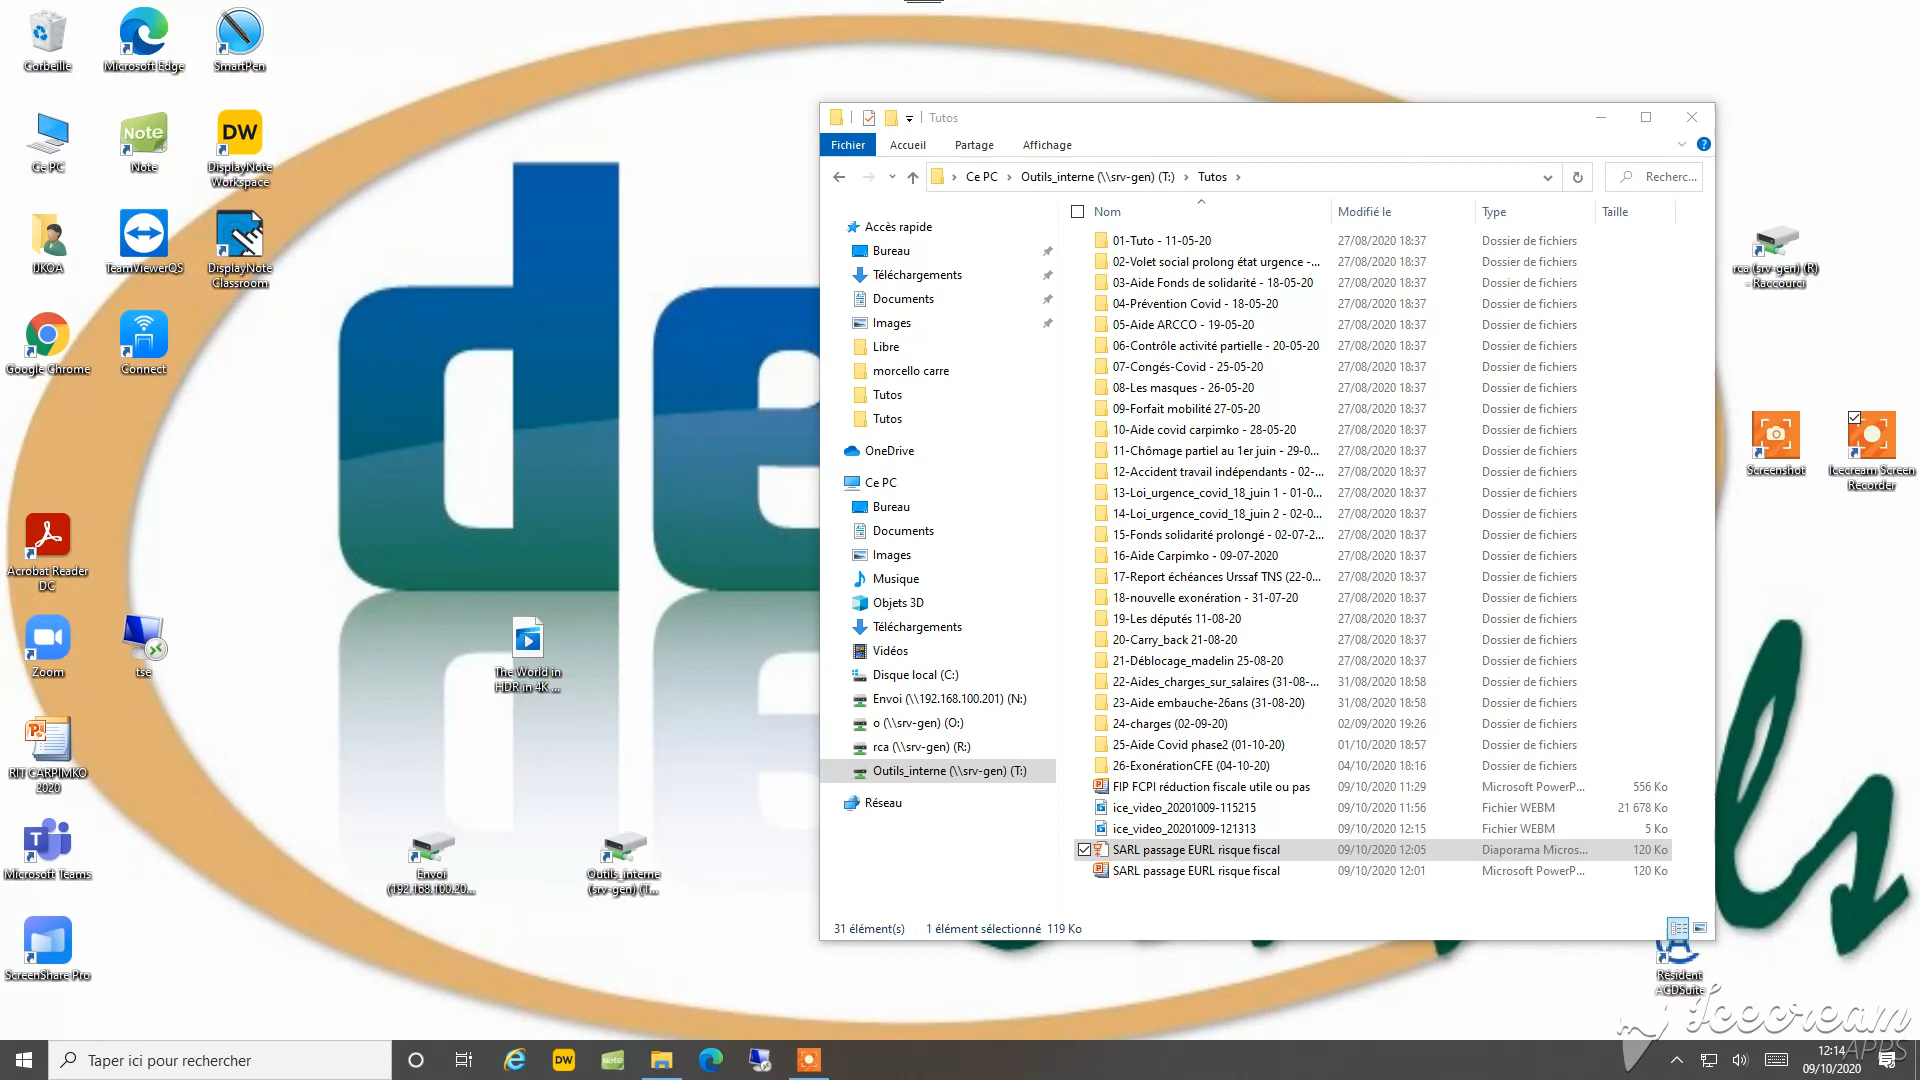 Corbeille
Microsoft Edge
SmartPen
Ce PC
Note
Note
DW
DisplayNote
Workspace
IJKOA
TeamViewerQS
DisplayNote
Classroom
Google Chrome
Connect
Acrobat Reader
DC
Zoom
tse
RIT CARPIMKO
2020
Microsoft Teams
ScreenShare Pro
The World in
HDR in 4K ...
Envoi
(192.168.100.20...
Outils_interne
(srv-gen) (T...
de
ls
rca (srv-gen) (R)
- Raccourci
Screenshot
Icecream Screen
Recorder
Résident
ACDSuite
Tutos
Fichier
Accueil
Partage
Affichage
Ce PC > Outils_interne (\\srv-gen) (T:) > Tutos >
Recherc...
Accès rapide
Bureau
Téléchargements
Documents
Images
Libre
morcello carre
Tutos
Tutos
OneDrive
Ce PC
Bureau
Documents
Images
Musique
Objets 3D
Téléchargements
Vidéos
Disque local (C:)
Envoi (\\192.168.100.201) (N:)
o (\\srv-gen) (O:)
rca (\\srv-gen) (R:)
Outils_interne (\\srv-gen) (T:)
Réseau
Nom Modifié le Type Taille
01-Tuto - 11-05-20 27/08/2020 18:37 Dossier de fichiers
02-Volet social prolong état urgence -... 27/08/2020 18:37 Dossier de fichiers
03-Aide Fonds de solidarité - 18-05-20 27/08/2020 18:37 Dossier de fichiers
04-Prévention Covid - 18-05-20 27/08/2020 18:37 Dossier de fichiers
05-Aide ARCCO - 19-05-20 27/08/2020 18:37 Dossier de fichiers
06-Contrôle activité partielle - 20-05-20 27/08/2020 18:37 Dossier de fichiers
07-Congés-Covid - 25-05-20 27/08/2020 18:37 Dossier de fichiers
08-Les masques - 26-05-20 27/08/2020 18:37 Dossier de fichiers
09-Forfait mobilité 27-05-20 27/08/2020 18:37 Dossier de fichiers
10-Aide covid carpimko - 28-05-20 27/08/2020 18:37 Dossier de fichiers
11-Chômage partiel au 1er juin - 29-0... 27/08/2020 18:37 Dossier de fichiers
12-Accident travail indépendants - 02-... 27/08/2020 18:37 Dossier de fichiers
13-Loi_urgence_covid_18_juin 1 - 01-0... 27/08/2020 18:37 Dossier de fichiers
14-Loi_urgence_covid_18_juin 2 - 02-0... 27/08/2020 18:37 Dossier de fichiers
15-Fonds solidarité prolongé - 02-07-2... 27/08/2020 18:37 Dossier de fichiers
16-Aide Carpimko - 09-07-2020 27/08/2020 18:37 Dossier de fichiers
17-Report échéances Urssaf TNS (22-0... 27/08/2020 18:37 Dossier de fichiers
18-nouvelle exonération - 31-07-20 27/08/2020 18:37 Dossier de fichiers
19-Les députés 11-08-20 27/08/2020 18:37 Dossier de fichiers
20-Carry_back 21-08-20 27/08/2020 18:37 Dossier de fichiers
21-Déblocage_madelin 25-08-20 27/08/2020 18:37 Dossier de fichiers
22-Aides_charges_sur_salaires (31-08-... 31/08/2020 18:58 Dossier de fichiers
23-Aide embauche-26ans (31-08-20) 31/08/2020 18:58 Dossier de fichiers
24-charges (02-09-20) 02/09/2020 19:26 Dossier de fichiers
25-Aide Covid phase2 (01-10-20) 01/10/2020 18:57 Dossier de fichiers
26-ExonérationCFE (04-10-20) 04/10/2020 18:16 Dossier de fichiers
FIP FCPI réduction fiscale utile ou pas 09/10/2020 11:29 Microsoft PowerP... 556 Ko
ice_video_20201009-115215 09/10/2020 11:56 Fichier WEBM 21 678 Ko
ice_video_20201009-121313 09/10/2020 12:15 Fichier WEBM 5 Ko
SARL passage EURL risque fiscal 09/10/2020 12:05 Diaporama Micros... 120 Ko
SARL passage EURL risque fiscal 09/10/2020 12:01 Microsoft PowerP... 120 Ko
31 élément(s) 1 élément sélectionné 119 Ko
Icecream
APPS
Taper ici pour rechercher
DW
Note
12:14
09/10/2020